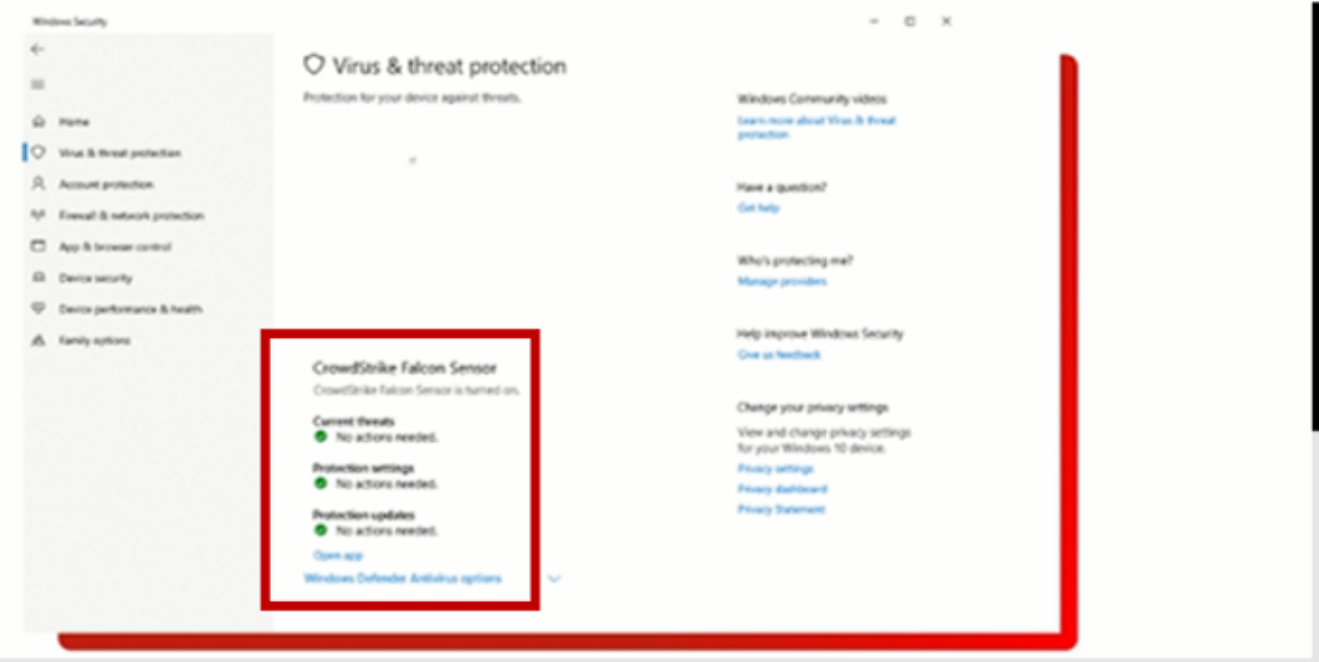 Windows Security
Virus & threat protection
Protection for your device against threats.
Home
Virus & threat protection
Account protection
Firewall & network protection
App & browser control
Device security
Device performance & health
Family options
CrowdStrike Falcon Sensor
CrowdStrike Falcon Sensor is turned on.
Current threats
No actions needed.
Protection settings
No actions needed.
Protection updates
No actions needed.
Open app
Windows Defender Antivirus options
Windows Community videos
Learn more about Virus & threat
protection
Have a question?
Get help
Who's protecting me?
Manage providers
Help improve Windows Security
Give us feedback
Change your privacy settings
View and change privacy settings
for your Windows 10 device.
Privacy settings
Privacy dashboard
Privacy Statement